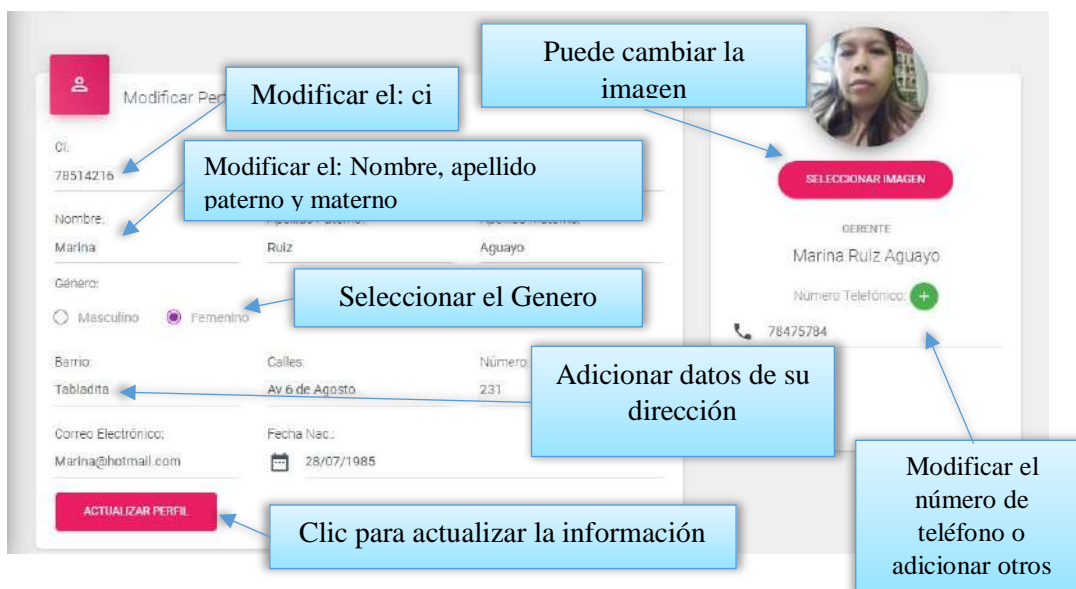 Puede cambiar la
imagen
Modificar Perf
Modificar el: ci
CI:
78514216
Modificar el: Nombre, apellido
paterno y materno
SELECCIONAR IMAGEN
Nombre:
Marina
Ruiz
Aguayo
GERENTE
Marina Ruiz Aguayo
Género:
Masculino
Femenino
Seleccionar el Genero
Número Telefónico:
+
78475784
Barrio:
Calles:
Número:
Tabladita
Av 6 de Agosto
231
Adicionar datos de su
dirección
Correo Electrónico:
Fecha Nac.:
Marina@hotmail.com
28/07/1985
Modificar el
número de
teléfono o
adicionar otros
ACTUALIZAR PERFIL
Clic para actualizar la información